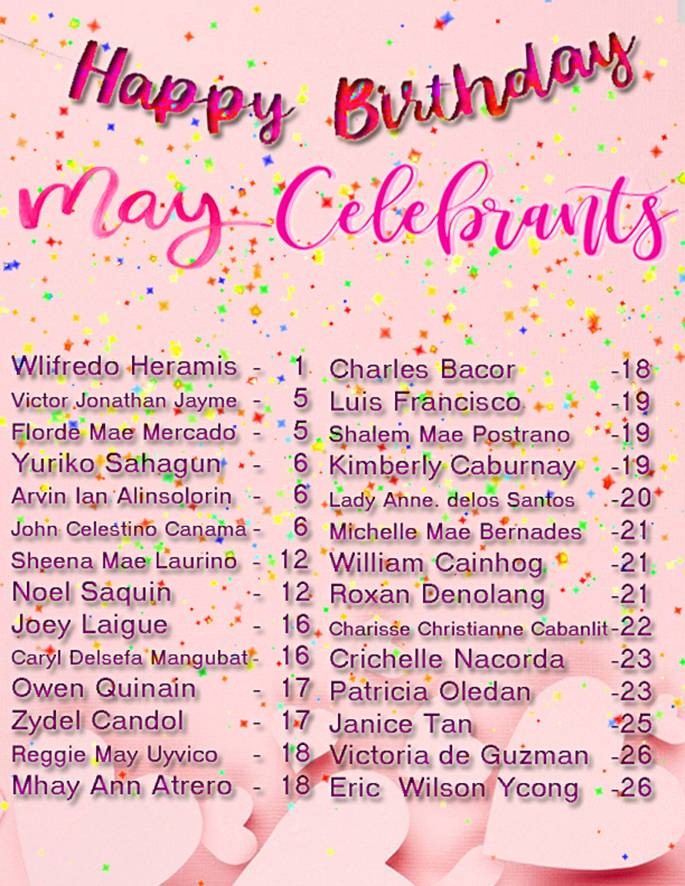 Happy Birthday
May Celebrants
Wlifredo Heramis - 1
Victor Jonathan Jayme - 5
Florde Mae Mercado - 5
Yuriko Sahagun - 6
Arvin Ian Alinsolorin - 6
John Celestino Canama - 6
Sheena Mae Laurino - 12
Noel Saquin - 12
Joey Laigue - 16
Caryl Delsefa Mangubat - 16
Owen Quinain - 17
Zydel Candol - 17
Reggie May Uyvico - 18
Mhay Ann Atrero - 18
Charles Bacor -18
Luis Francisco -19
Shalem Mae Postrano -19
Kimberly Caburnay -19
Lady Anne. delos Santos -20
Michelle Mae Bernades -21
William Cainhog -21
Roxan Denolang -21
Charisse Christianne Cabanlit -22
Crichelle Nacorda -23
Patricia Oledan -23
Janice Tan -25
Victoria de Guzman -26
Eric Wilson Ycong -26